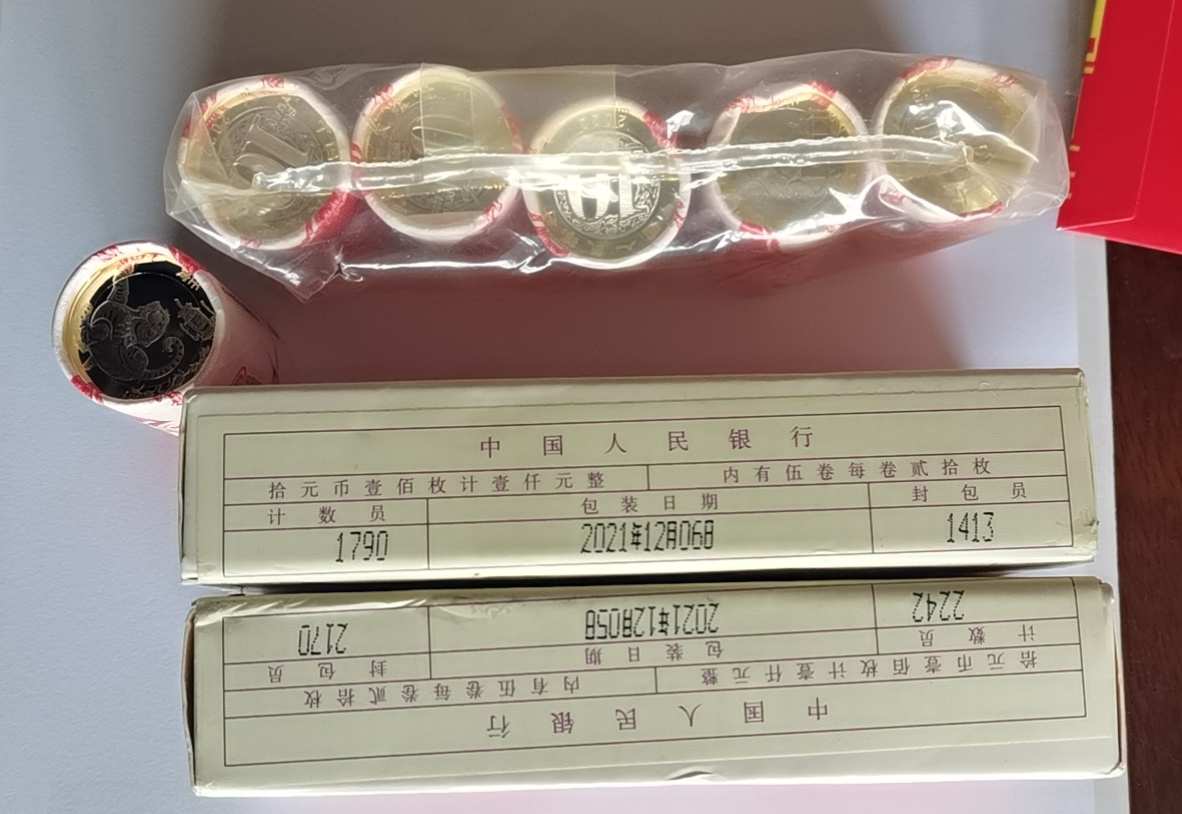 10
中国人民银行
拾元币壹佰枚计壹仟元整 内有伍卷每卷贰拾枚
计数员 包装日期 封包员
1790 2021年12月06日 1413
中国人民银行
拾元币壹佰枚计壹仟元整 内有伍卷每卷贰拾枚
计数员 包装日期 封包员
2242 2021年12月05日 2170